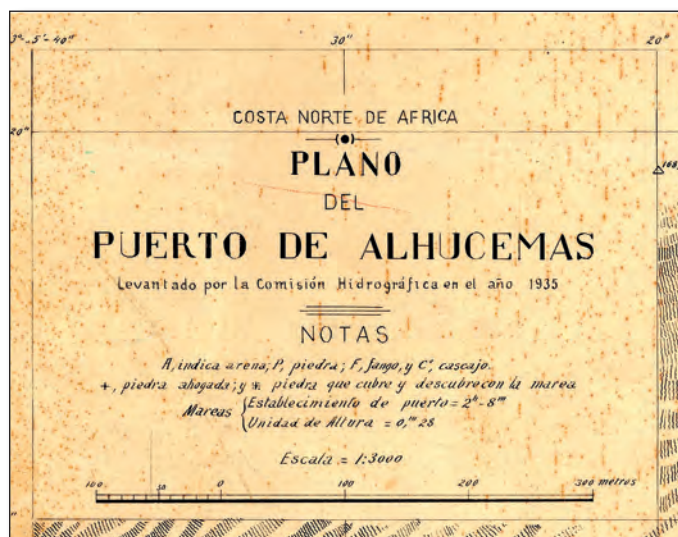 3°-5'-40" 30" 20"
20"
COSTA NORTE DE AFRICA
PLANO
DEL
PUERTO DE ALHUCEMAS
Levantado por la Comisión Hidrográfica en el año 1935
NOTAS
A, indica arena; P, piedra; F, fango, y Cº, cascajo.
+, piedra ahogada; y * piedra que cubre y descubre con la marea
Mareas { Establecimiento de puerto = 2ʰ-8ᵐ
Unidad de Altura = 0,ᵐ 28
Escala = 1:3000
100 50 0 100 200 300 metros